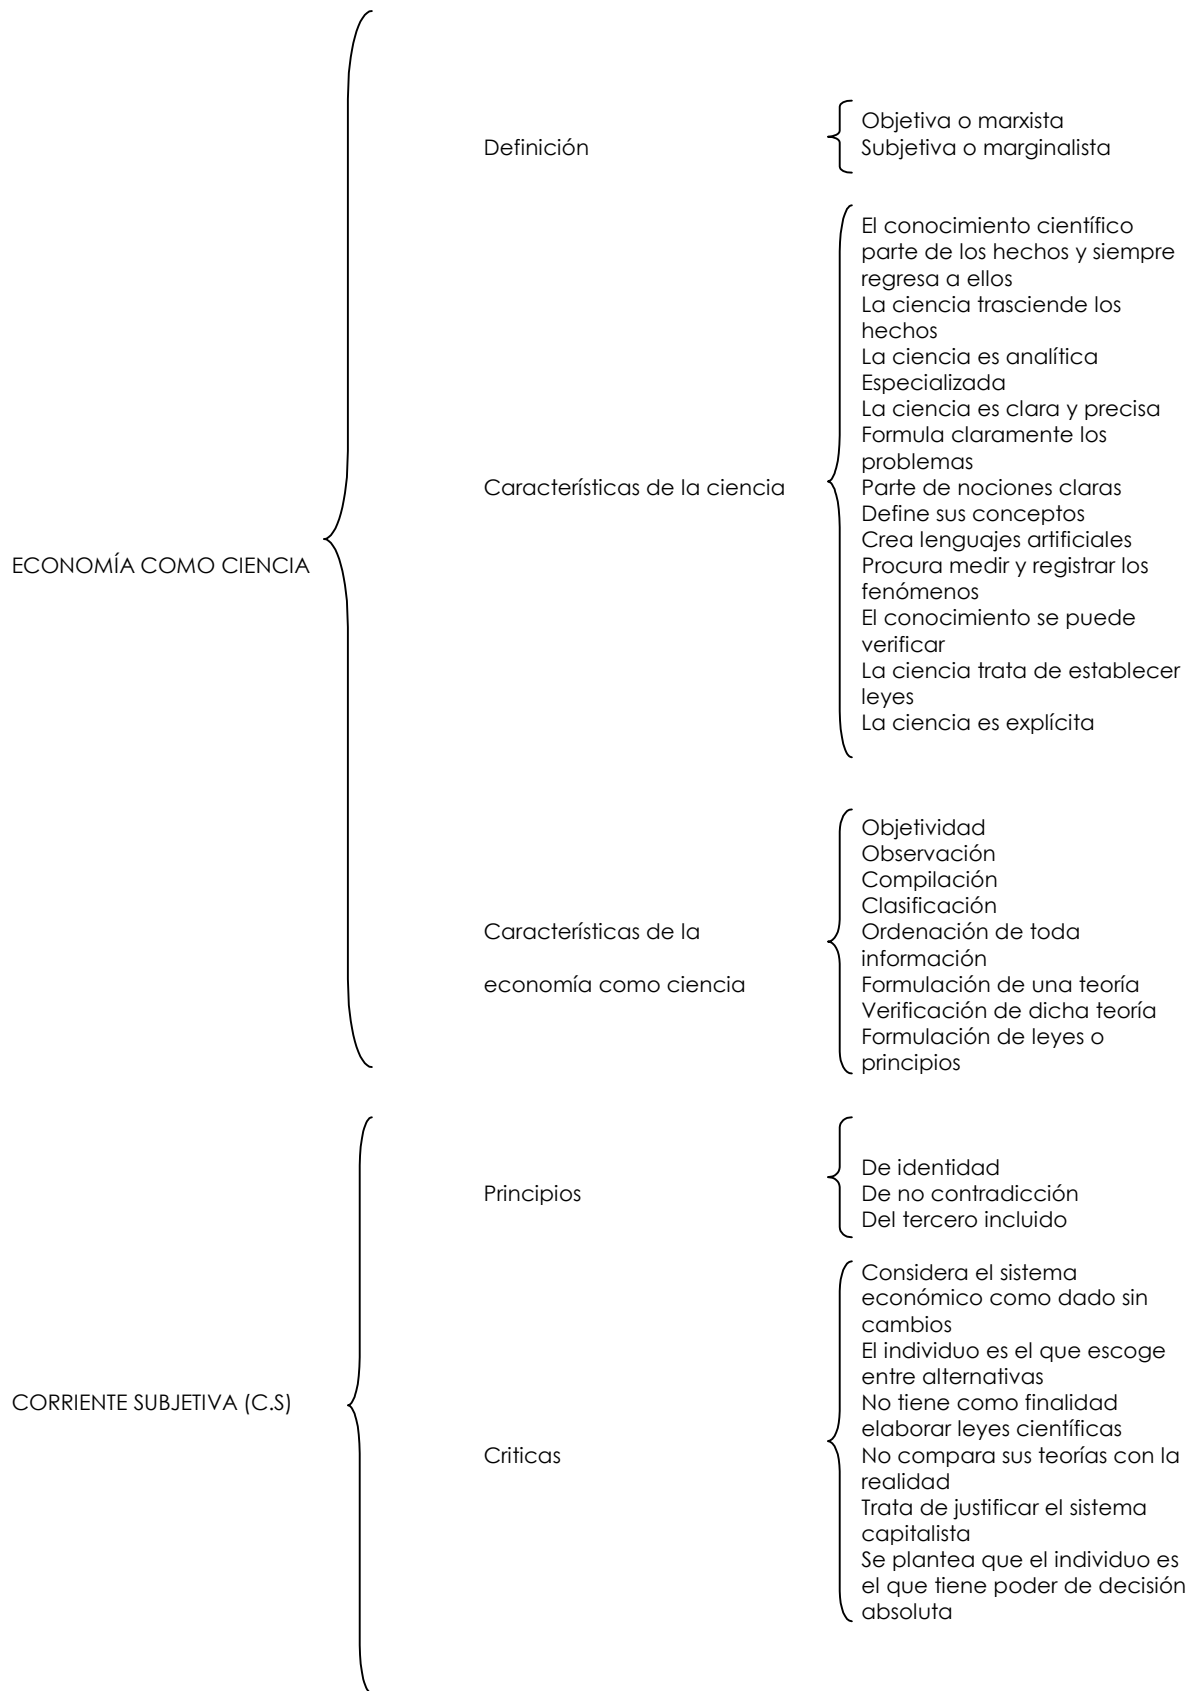 Definición
Objetiva o marxista
Subjetiva o marginalista
El conocimiento científico
parte de los hechos y siempre
regresa a ellos
La ciencia trasciende los
hechos
La ciencia es analítica
Especializada
La ciencia es clara y precisa
Formula claramente los
problemas
Características de la ciencia
Parte de nociones claras
Define sus conceptos
Crea lenguajes artificiales
ECONOMÍA COMO CIENCIA
Procura medir y registrar los
fenómenos
El conocimiento se puede
verificar
La ciencia trata de establecer
leyes
La ciencia es explícita
Características de la
economía como ciencia
Objetividad
Observación
Compilación
Clasificación
Ordenación de toda
información
Formulación de una teoría
Verificación de dicha teoría
Formulación de leyes o
principios
Principios
De identidad
De no contradicción
Del tercero incluido
CORRIENTE SUBJETIVA (C.S)
Criticas
Considera el sistema
económico como dado sin
cambios
El individuo es el que escoge
entre alternativas
No tiene como finalidad
elaborar leyes científicas
No compara sus teorías con la
realidad
Trata de justificar el sistema
capitalista
Se plantea que el individuo es
el que tiene poder de decisión
absoluta